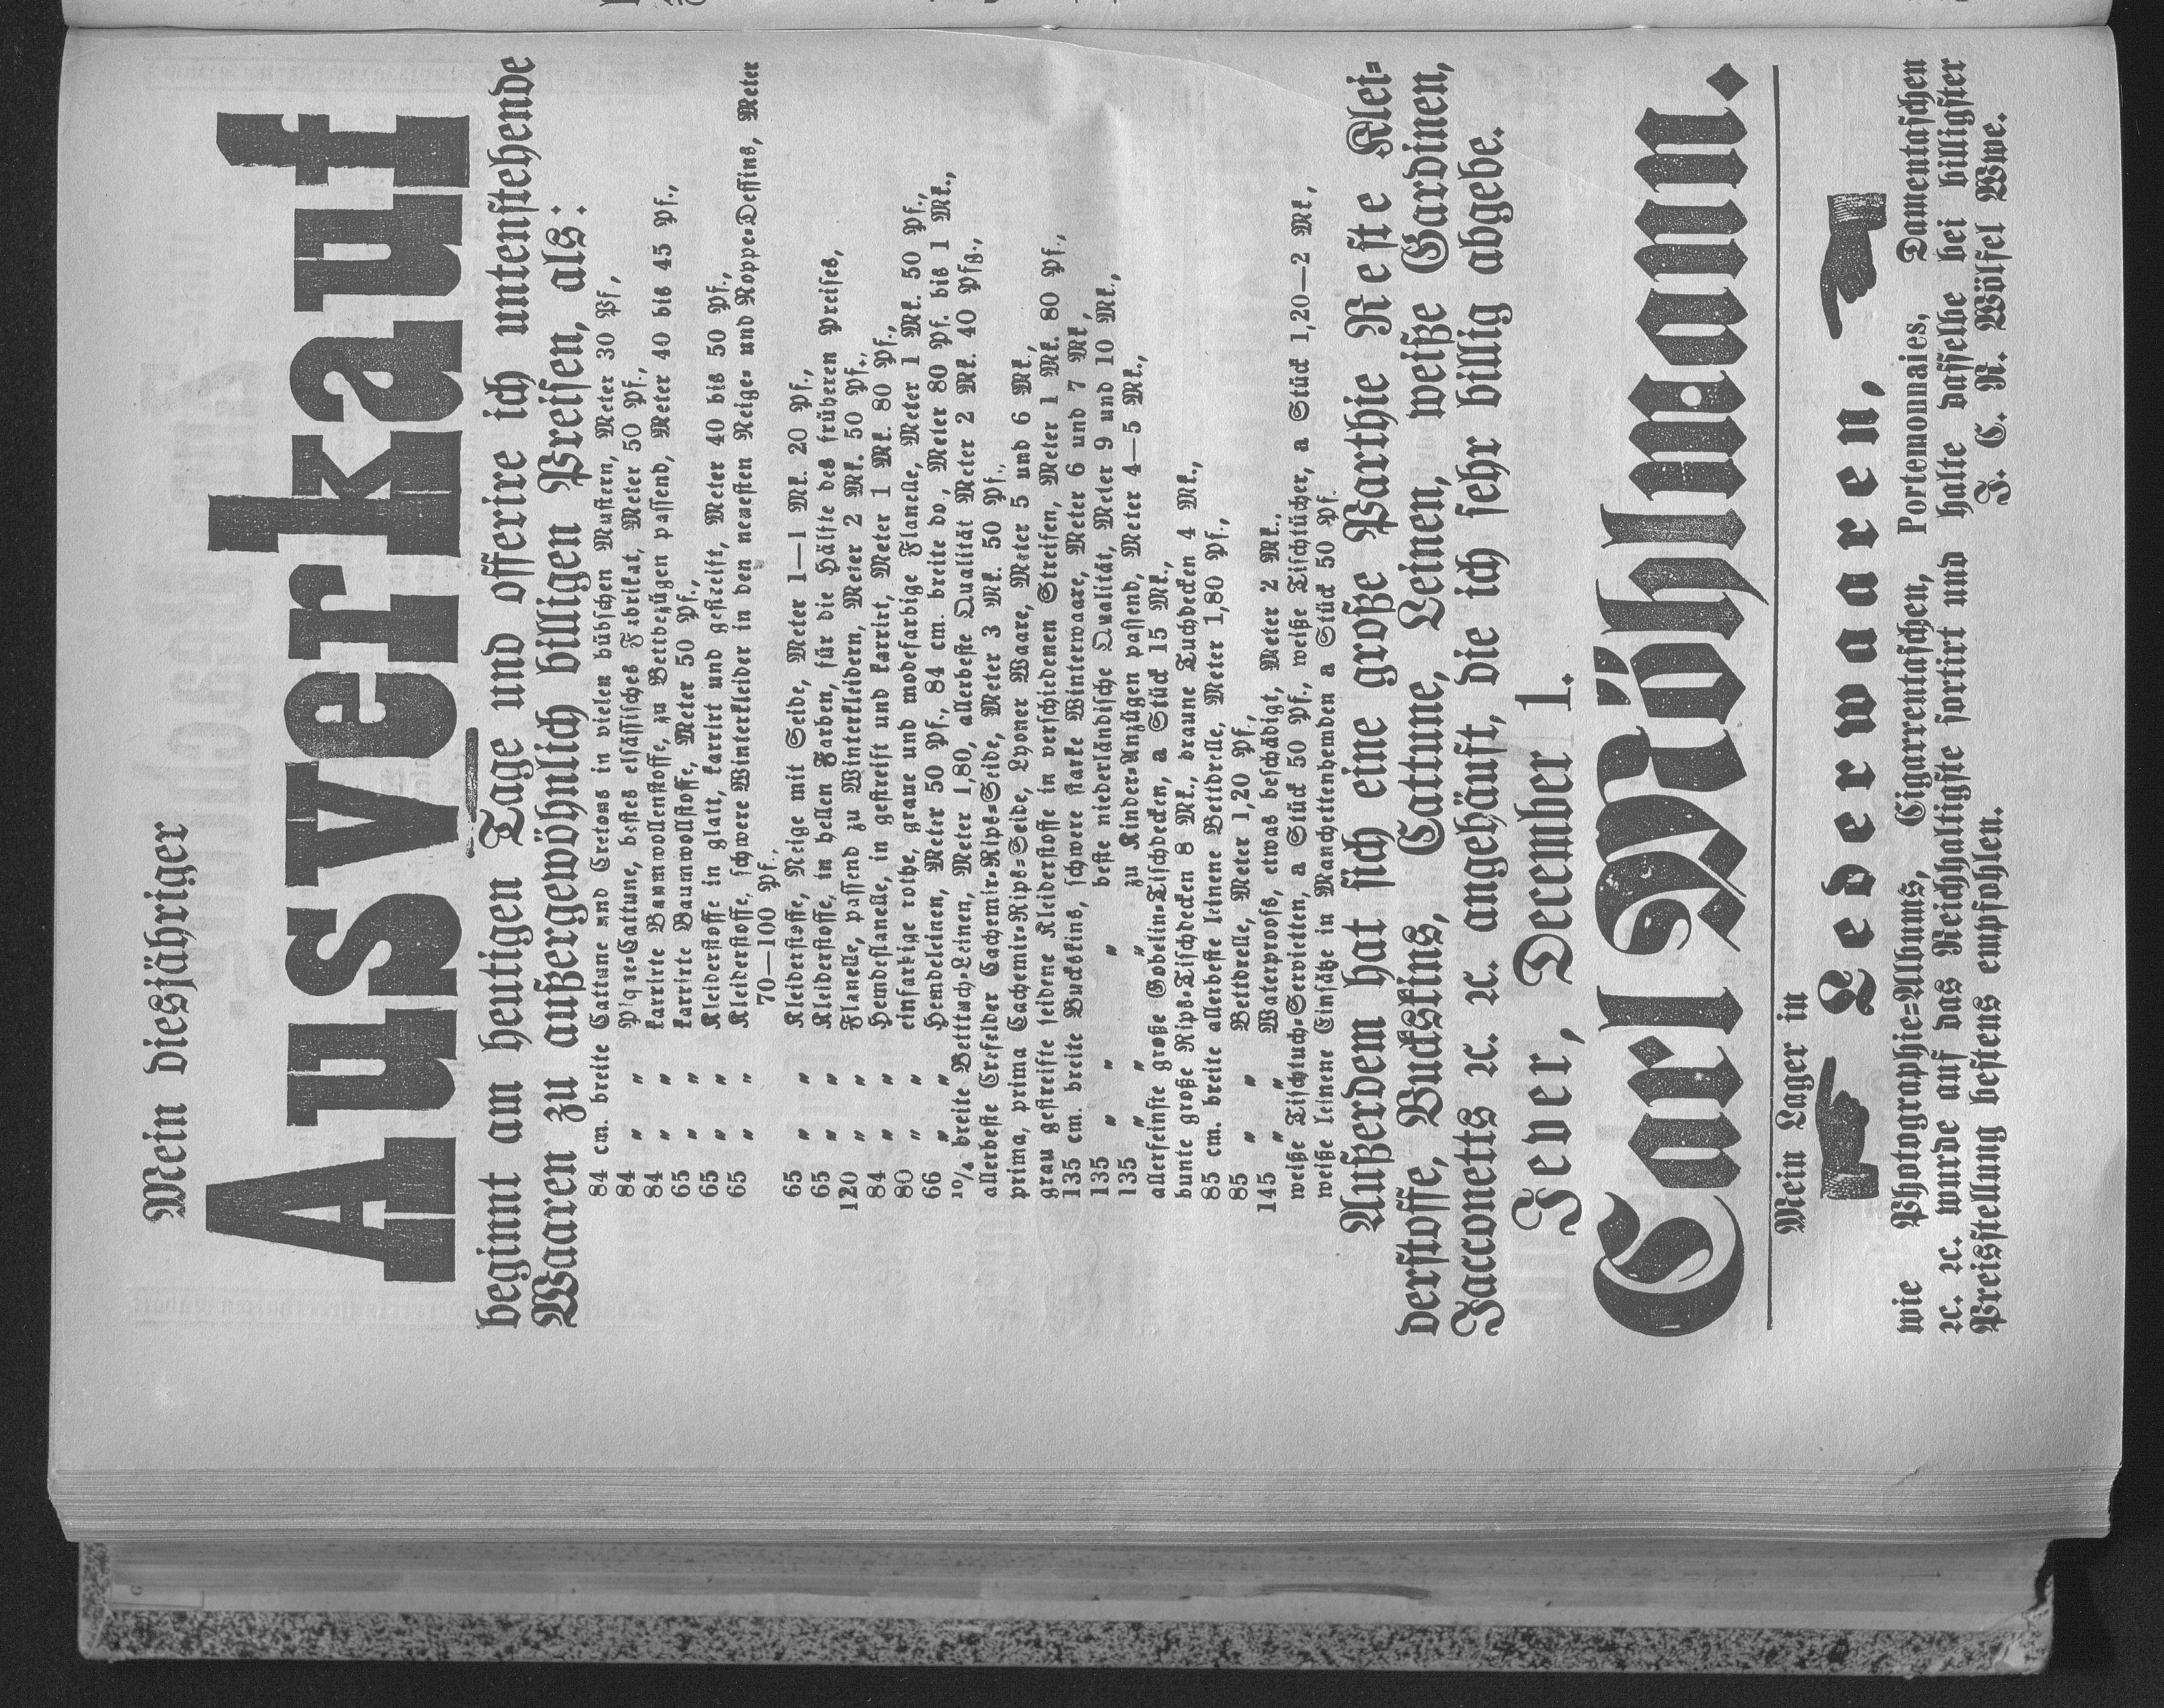 Mein diesjähriger
Ausverkauf
beginnt am heutigen Tage und offerire ich untenstehende
Waaren zu außergewöhnlich billigen Preisen, als:
84 cm. breite Cattune und Cretons in vielen hübschen Mustern, Meter 30 Pf.,
84 " " Pique-Cattune, bestes elsässisches Fabrikat, Meter 50 Pf.,
84 " " karrirte Baumwollenstoffe, zu Bettbezügen passend, Meter 40 bis 45 Pf.,
65 " " karrirte Baumwollstoffe, Meter 50 Pf.,
65 " " Kleiderstoffe in glatt, karrirt und gestreift, Meter 40 bis 50 Pf.,
65 " " Kleiderstoffe, schwere Winterkleider in den neuesten Neige- und Noppe-Dessins, Meter
70—100 Pf.,
65 " " Kleiderstoffe, Neige mit Seide, Meter 1—1 Mk. 20 Pf.,
65 " " Kleiderstoffe, in hellen Farben, für die Hälfte des früheren Preises,
120 " " Flanelle, passend zu Winterkleidern, Meter 2 Mk. 50 Pf.,
84 " " Hemdeflanelle, in gestreift und karrirt, Meter 1 Mk. 80 Pf.,
80 " " einfarbige rothe, graue und modefarbige Flanelle, Meter 1 Mk. 50 Pf.,
66 " " Hemdeleinen, Meter 50 Pf., 84 cm. breite do., Meter 80 Pf. bis 1 Mk.,
10/4 breite Betttuch-Leinen, Meter 1,80, allerbeste Qualität Meter 2 Mk. 40 Pfg.,
allerbeste Crefelder Cachemir-Rips-Seide, Meter 3 Mk. 50 Pf.,
prima, prima Cachemir-Rips-Seide, Lyoner Waare, Meter 5 und 6 Mk.,
grau gestreifte seidene Kleiderstoffe in verschiedenen Streifen, Meter 1 Mk. 80 Pf.,
135 cm. breite Buckskins, schwere starke Winterwaare, Meter 6 und 7 Mk,
135 " " " beste niederländische Qualität, Meter 9 und 10 Mk.,
135 " " " zu Kinder-Anzügen passend, Meter 4—5 Mk.,
allerfeinste große Gobelin-Tischdecken, a Stück 15 Mk.,
bunte große Rips-Tischdecken 8 Mk., braune Tuchdecken 4 Mk.,
85 cm. breite allerbeste leinene Bettdrelle, Meter 1,80 Pf.,
85 " " Bettdrelle, Meter 1,20 Pf.,
145 " " Waterproofs, etwas beschädigt, Meter 2 Mk.,
weiße Tischtuch-Servietten, a Stück 50 Pf., weiße Tischtücher, a Stück 1,20—2 Mk,
weiße leinene Einsätze in Manchettenhemden a Stück 50 Pf.
Außerdem hat sich eine große Parthie Reste Klei-
derstoffe, Buckskins, Cattune, Leinen, weiße Gardinen,
Jacconetts ꝛc. ꝛc. angehäuft, die ich sehr billig abgebe.
Jever, December 1.
Carl Möhlmann.
Mein Lager in
Lederwaaren,
wie Photographie-Albums, Cigarrentaschen, Portemonnaies, Damentaschen
ꝛc. ꝛc. wurde auf das Reichhaltigste sortirt und halte dasselbe bei billigster
Preisstellung bestens empfohlen.
J. C. R. Wölfel Wwe.